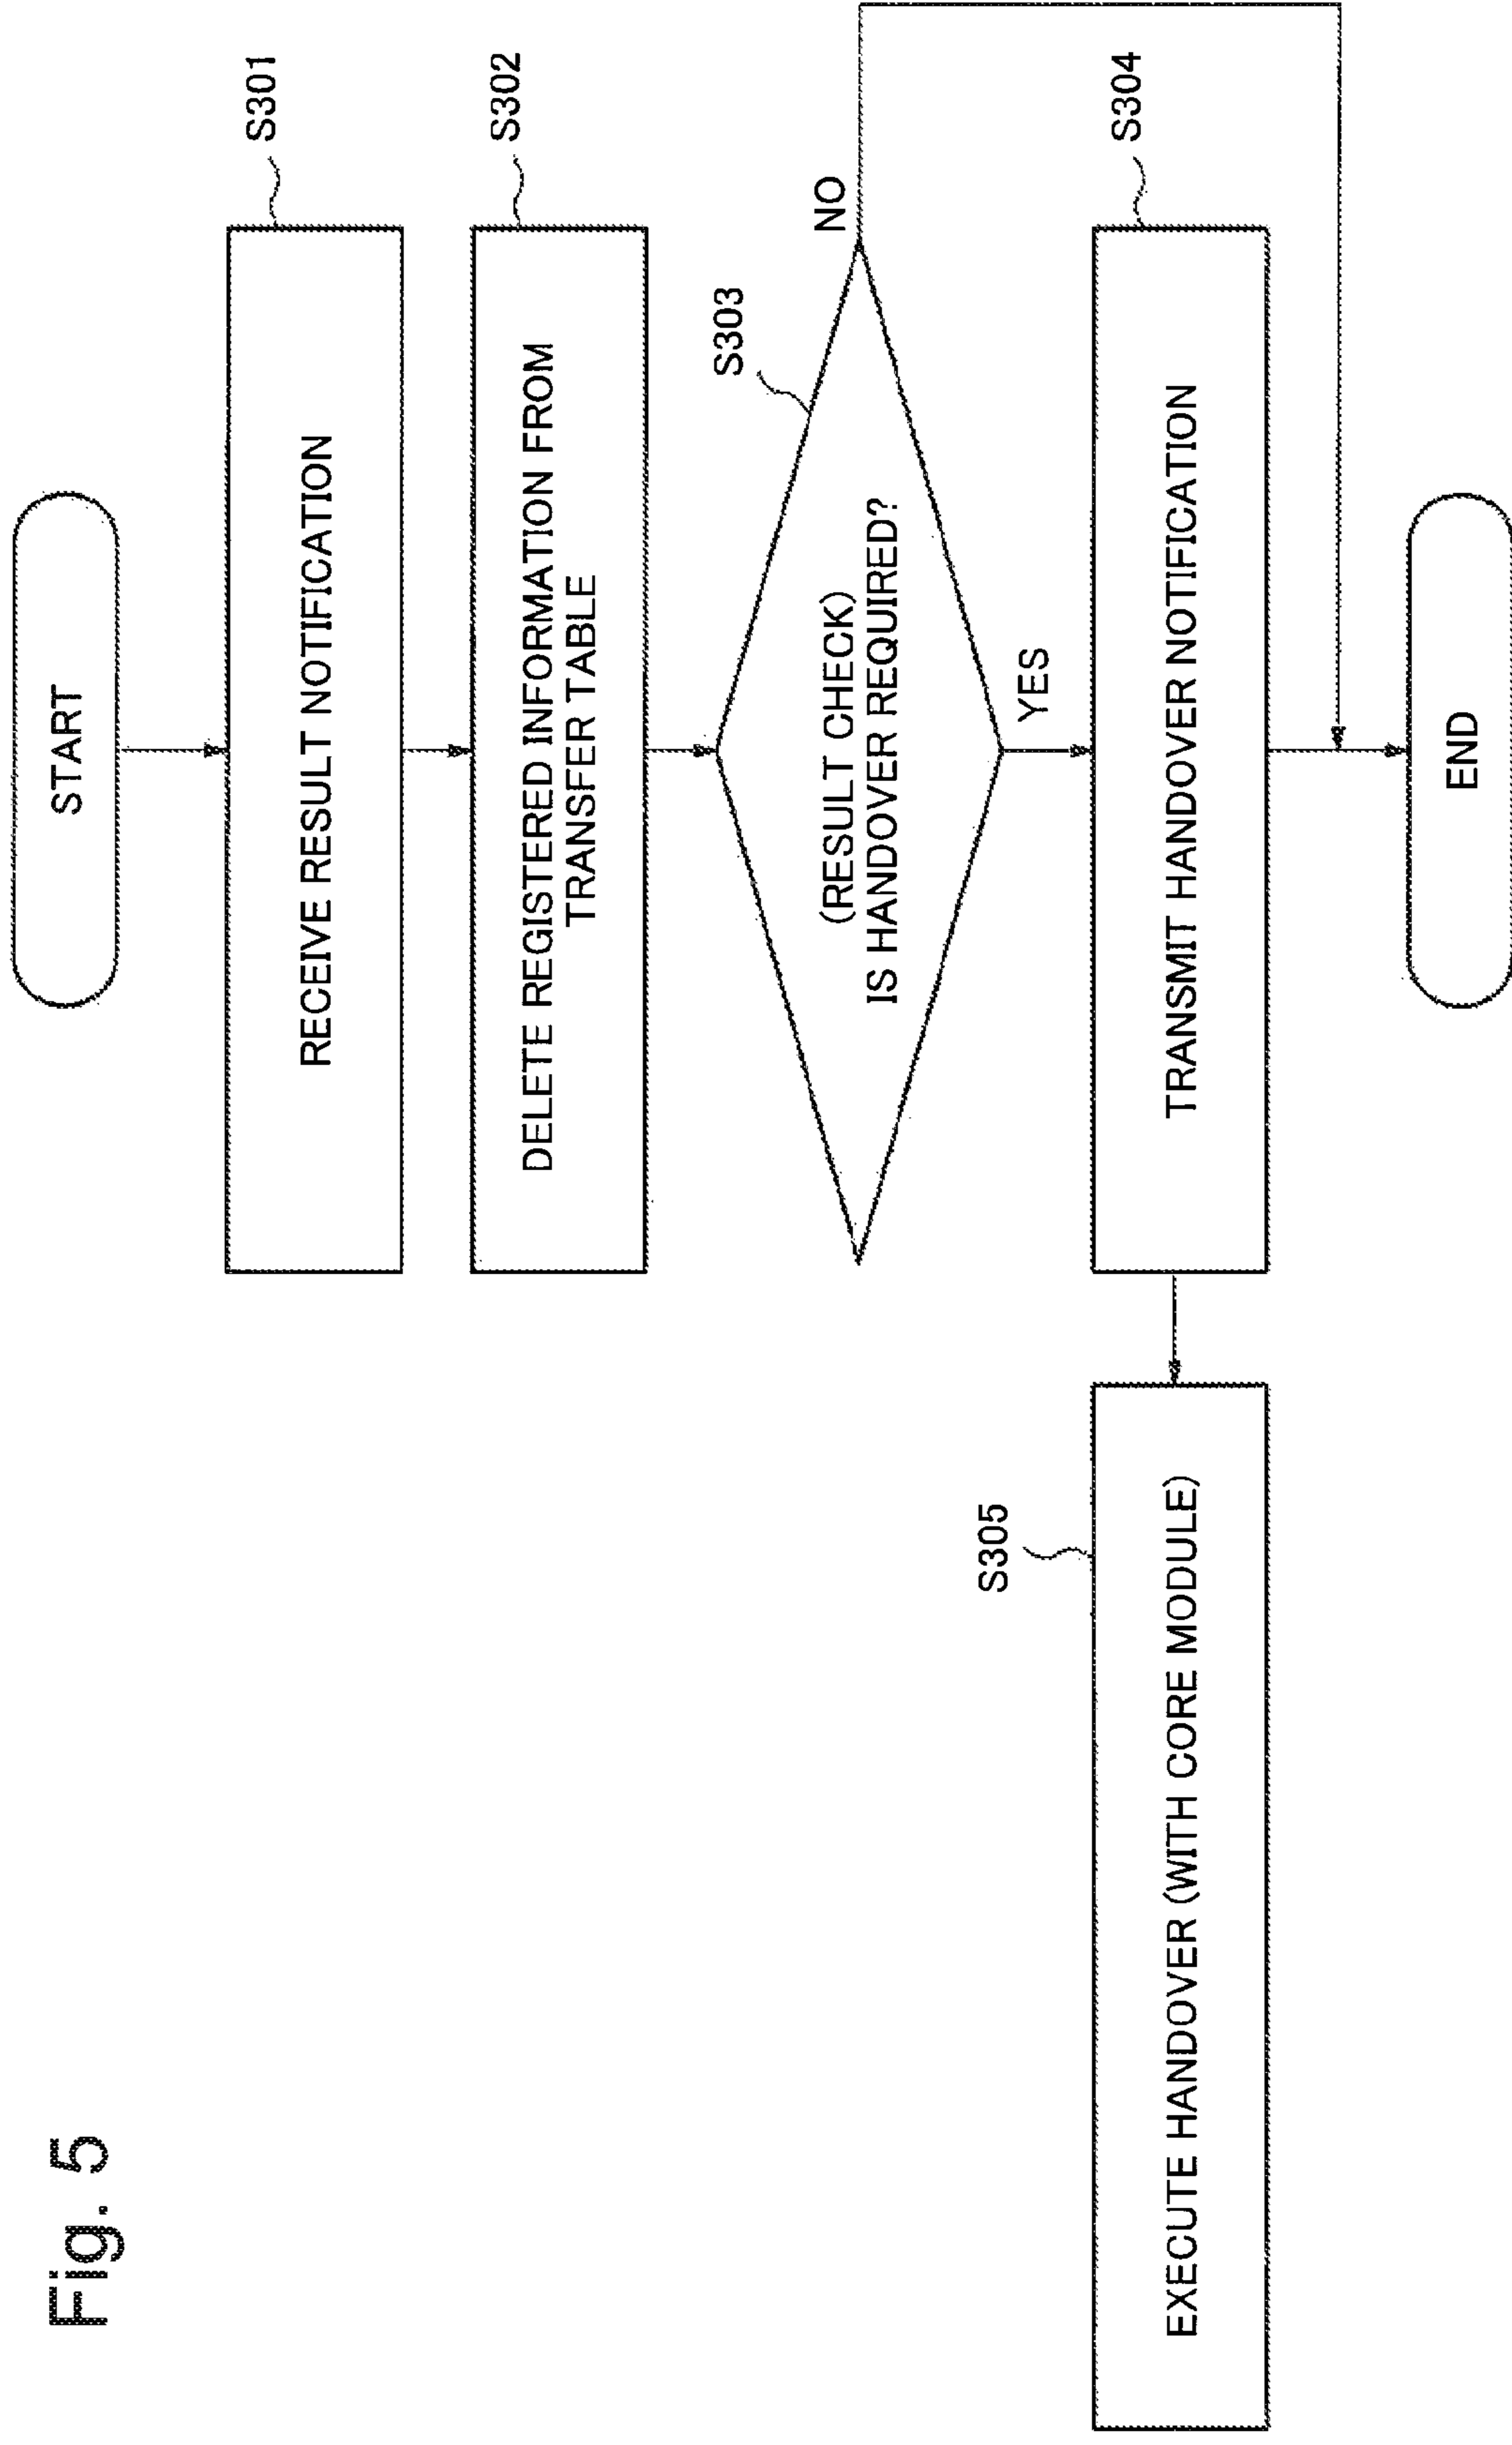 Fig. 5
START
RECEIVE RESULT NOTIFICATION
S301
DELETE REGISTERED INFORMATION FROM
TRANSFER TABLE
S302
S303
(RESULT CHECK)
IS HANDOVER REQUIRED?
NO
YES
TRANSMIT HANDOVER NOTIFICATION
S304
S305
EXECUTE HANDOVER (WITH CORE MODULE)
END